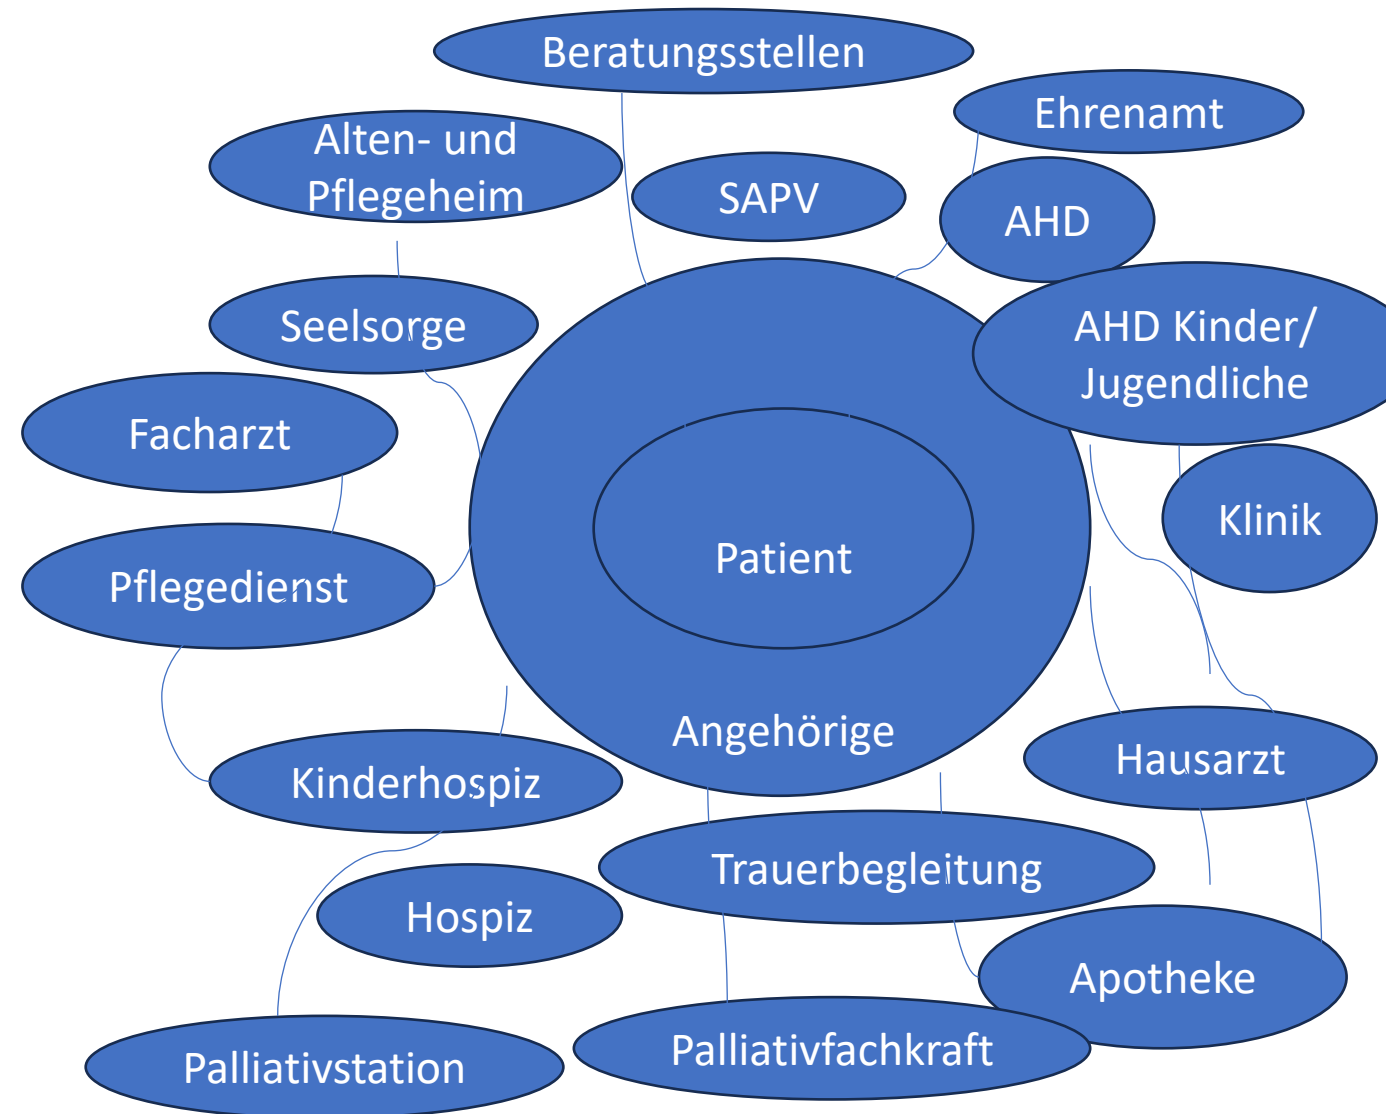 Beratungsstellen
Ehrenamt
Alten- und
Pflegeheim
SAPV
AHD
Seelsorge
AHD Kinder/
Jugendliche
Facharzt
Klinik
Patient
Pflegedienst
Angehörige
Hausarzt
Kinderhospiz
Trauerbegleitung
Hospiz
Apotheke
Palliativfachkraft
Palliativstation